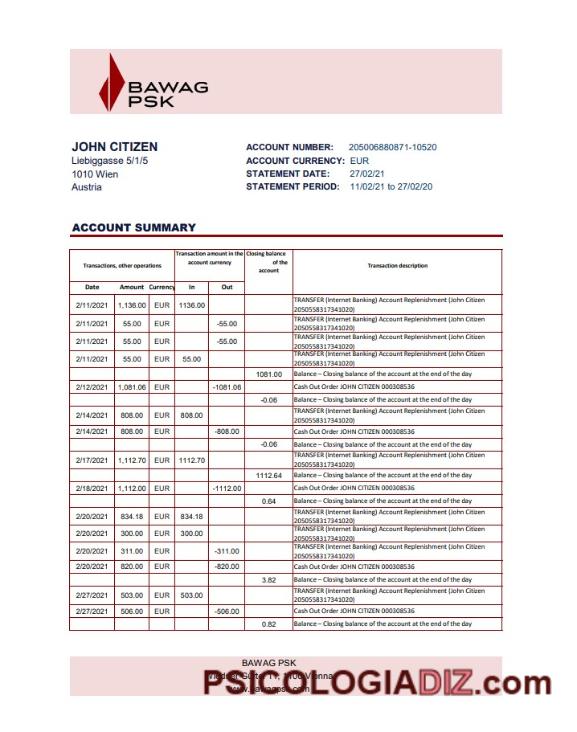 BAWAG
PSK
JOHN CITIZEN
Liebiggasse 5/1/5
1010 Wien
Austria
ACCOUNT NUMBER: 205006880871-10520
ACCOUNT CURRENCY: EUR
STATEMENT DATE: 27/02/21
STATEMENT PERIOD: 11/02/21 to 27/02/20
ACCOUNT SUMMARY
Transactions, other operations
Transaction amount in the account currency
Closing balance of the account
Transaction description
Date Amount Currency In Out
2/11/2021 1,136.00 EUR 1136.00 TRANSFER (Internet Banking) Account Replenishment (John Citizen
2050558317341020)
2/11/2021 55.00 EUR -55.00 TRANSFER (Internet Banking) Account Replenishment (John Citizen
2050558317341020)
2/11/2021 55.00 EUR -55.00 TRANSFER (Internet Banking) Account Replenishment (John Citizen
2050558317341020)
2/11/2021 55.00 EUR 55.00 TRANSFER (Internet Banking) Account Replenishment (John Citizen
2050558317341020)
1081.00 Balance – Closing balance of the account at the end of the day
2/12/2021 1,081.06 EUR -1081.06 Cash Out Order JOHN CITIZEN 000308536
-0.06 Balance – Closing balance of the account at the end of the day
2/14/2021 808.00 EUR 808.00 TRANSFER (Internet Banking) Account Replenishment (John Citizen
2050558317341020)
2/14/2021 808.00 EUR -808.00 Cash Out Order JOHN CITIZEN 000308536
-0.06 Balance – Closing balance of the account at the end of the day
2/17/2021 1,112.70 EUR 1112.70 TRANSFER (Internet Banking) Account Replenishment (John Citizen
2050558317341020)
1112.64 Balance – Closing balance of the account at the end of the day
2/18/2021 1,112.00 EUR -1112.00 Cash Out Order JOHN CITIZEN 000308536
0.64 Balance – Closing balance of the account at the end of the day
2/20/2021 834.18 EUR 834.18 TRANSFER (Internet Banking) Account Replenishment (John Citizen
2050558317341020)
2/20/2021 300.00 EUR 300.00 TRANSFER (Internet Banking) Account Replenishment (John Citizen
2050558317341020)
2/20/2021 311.00 EUR -311.00 TRANSFER (Internet Banking) Account Replenishment (John Citizen
2050558317341020)
2/20/2021 820.00 EUR -820.00 Cash Out Order JOHN CITIZEN 000308536
3.82 Balance – Closing balance of the account at the end of the day
2/27/2021 503.00 EUR 503.00 TRANSFER (Internet Banking) Account Replenishment (John Citizen
2050558317341020)
2/27/2021 506.00 EUR -506.00 Cash Out Order JOHN CITIZEN 000308536
0.82 Balance – Closing balance of the account at the end of the day
BAWAG PSK
PSICOLOGIADIZ.com